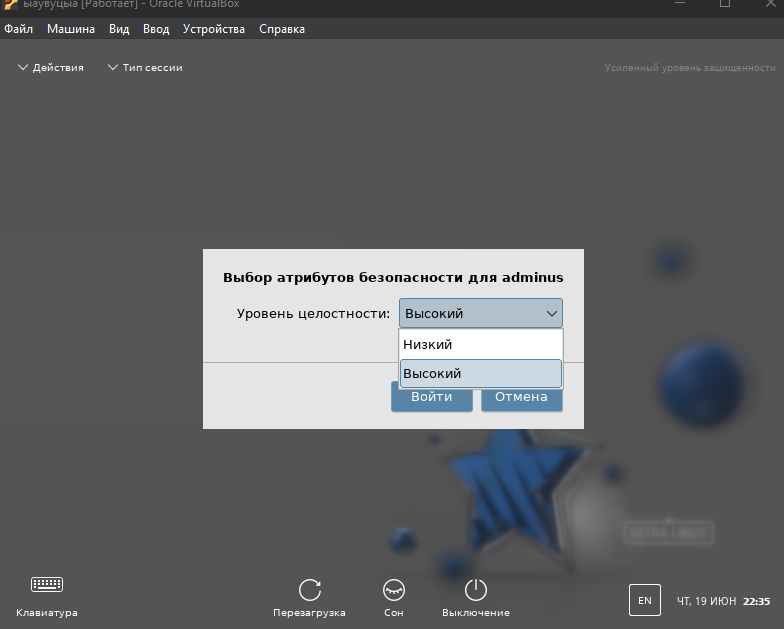 ыаувуцыа [Работает] - Oracle VirtualBox
Файл Машина Вид Ввод Устройства Справка
Действия Тип сессии Усиленный уровень защищенности
Выбор атрибутов безопасности для adminus
Уровень целостности: Высокий
Низкий
Высокий
Войти Отмена
ASTRA LINUX
Клавиатура Перезагрузка Сон Выключение EN ЧТ, 19 ИЮН 22:35